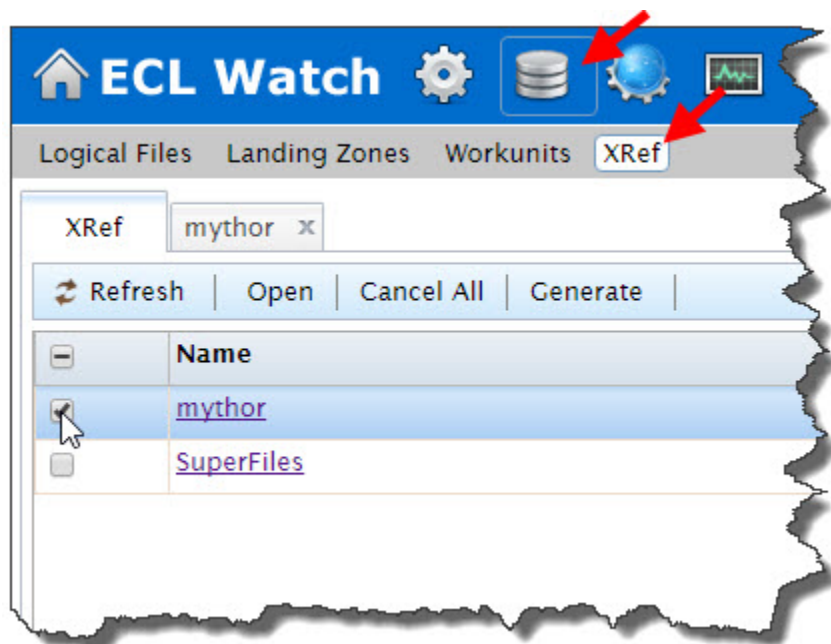 ECL Watch
Logical Files Landing Zones Workunits XRef
XRef mythor x
Refresh Open Cancel All Generate
Name
mythor
SuperFiles